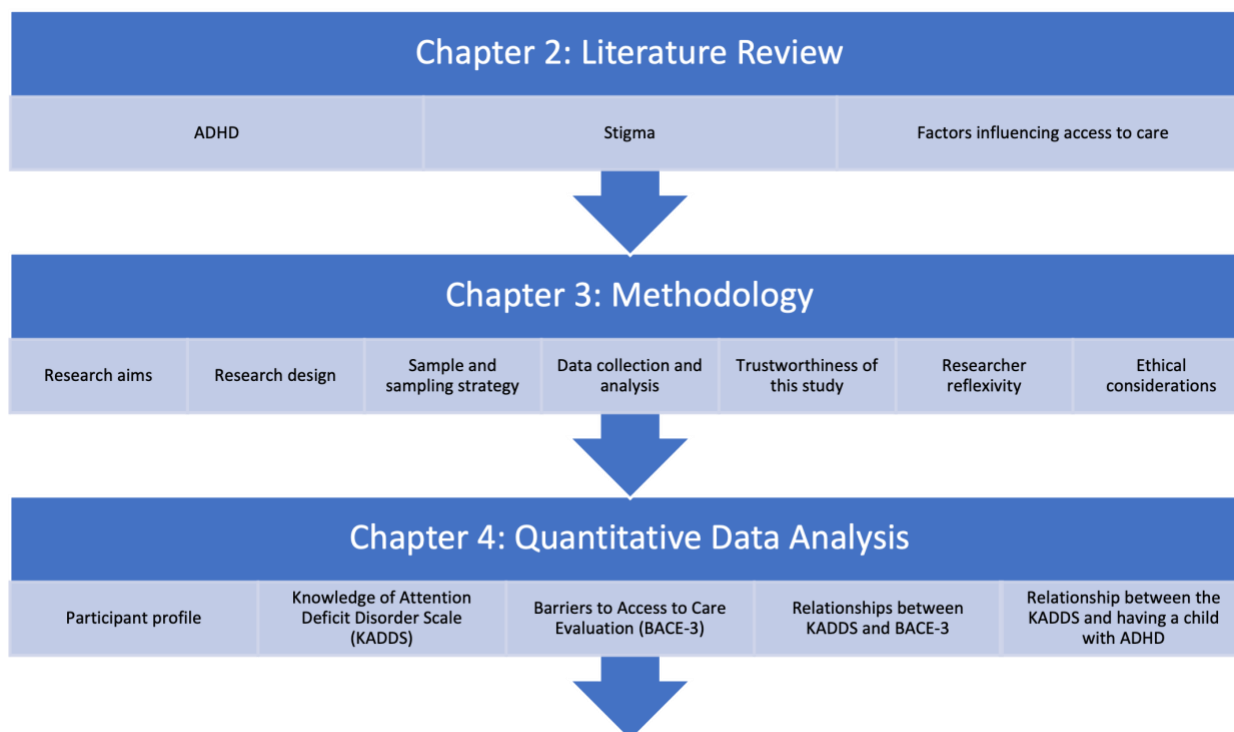 Chapter 2: Literature Review
ADHD
Stigma
Factors influencing access to care
Chapter 3: Methodology
Research aims
Research design
Sample and
sampling strategy
Data collection and
analysis
Trustworthiness of
this study
Researcher
reflexivity
Ethical
considerations
Chapter 4: Quantitative Data Analysis
Participant profile
Knowledge of Attention
Deficit Disorder Scale
(KADDS)
Barriers to Access to Care
Evaluation (BACE-3)
Relationships between
KADDS and BACE-3
Relationship between the
KADDS and having a child
with ADHD